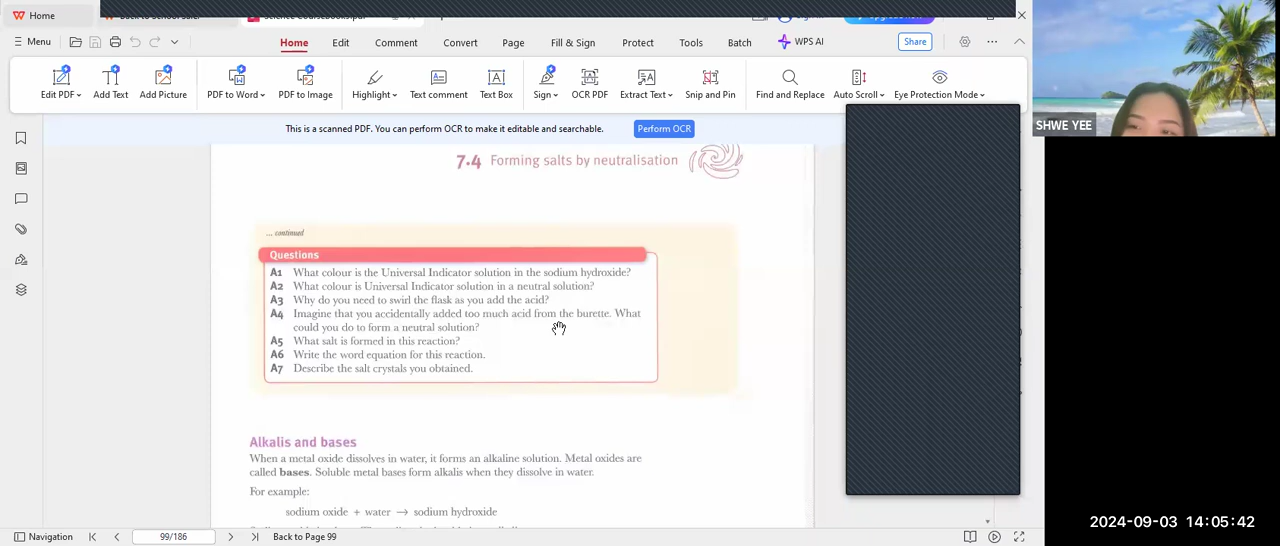 Home
Menu
Home Edit Comment Convert Page Fill & Sign Protect Tools Batch WPS AI Share
Edit PDF Add Text Add Picture PDF to Word PDF to Image Highlight Text comment Text Box Sign OCR PDF Extract Text Snip and Pin Find and Replace Auto Scroll Eye Protection Mode
This is a scanned PDF. You can perform OCR to make it editable and searchable. Perform OCR
SHWE YEE
7.4 Forming salts by neutralisation
... continued
Questions
A1 What colour is the Universal Indicator solution in the sodium hydroxide?
A2 What colour is Universal Indicator solution in a neutral solution?
A3 Why do you need to swirl the flask as you add the acid?
A4 Imagine that you accidentally added too much acid from the burette. What
could you do to form a neutral solution?
A5 What salt is formed in this reaction?
A6 Write the word equation for this reaction.
A7 Describe the salt crystals you obtained.
Alkalis and bases
When a metal oxide dissolves in water, it forms an alkaline solution. Metal oxides are
called bases. Soluble metal bases form alkalis when they dissolve in water.
For example:
sodium oxide + water → sodium hydroxide
Navigation 99/186 Back to Page 99
2024-09-03 14:05:42